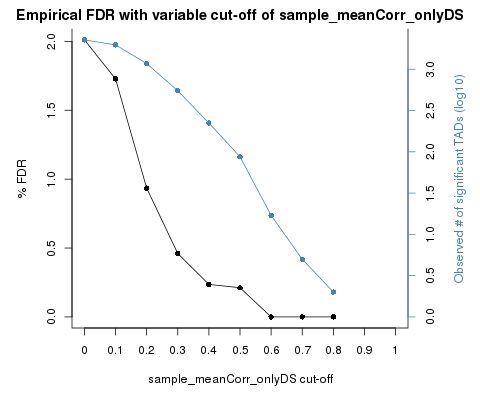 Empirical FDR with variable cut-off of sample_meanCorr_onlyDS
% FDR
2.0
1.5
1.0
0.5
0.0
0 0.1 0.2 0.3 0.4 0.5 0.6 0.7 0.8 0.9 1
sample_meanCorr_onlyDS cut-off
3.0
2.5
2.0
1.5
1.0
0.5
0.0
Observed # of significant TADs (log10)